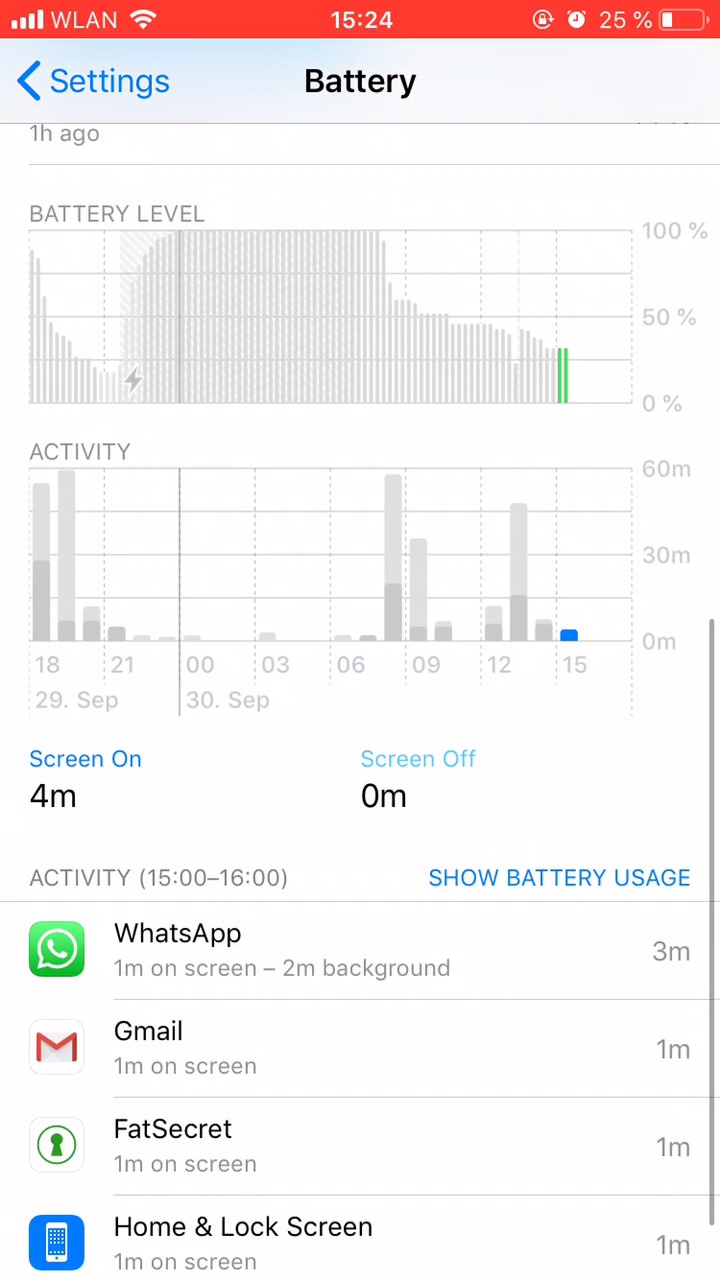 WLAN 15:24 25 %
Settings Battery
1h ago
BATTERY LEVEL
100 %
50 %
0 %
ACTIVITY
60m
30m
0m
18 21 00 03 06 09 12 15
29. Sep 30. Sep
Screen On Screen Off
4m 0m
ACTIVITY (15:00–16:00) SHOW BATTERY USAGE
WhatsApp
1m on screen – 2m background 3m
Gmail
1m on screen 1m
FatSecret
1m on screen 1m
Home & Lock Screen
1m on screen 1m